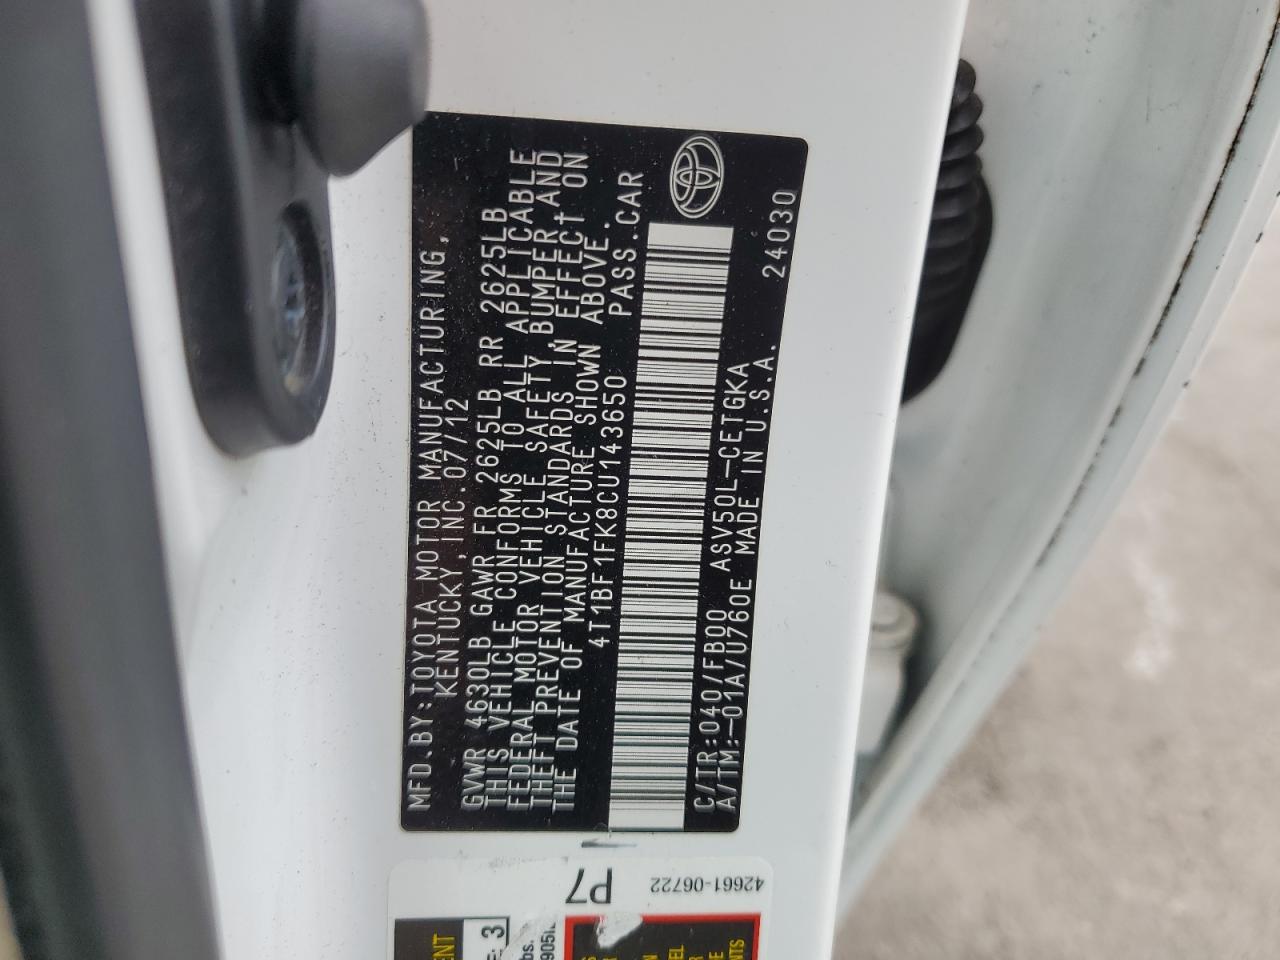 MFD.BY:TOYOTA MOTOR MANUFACTURING,
KENTUCKY,INC.07/12
GVWR 4630LB GAWR FR 2625LB RR 2625LB
THIS VEHICLE CONFORMS TO ALL APPLICABLE
FEDERAL MOTOR VEHICLE SAFETY,BUMPER AND
THEFT PREVENTION STANDARDS IN EFFECT ON
THE DATE OF MANUFACTURE SHOWN ABOVE.
4T1BF1FK8CU143650 PASS.CAR
C/TR:040/FB00 ASV50L-CETGKA
A/TM:-01A/U760E MADE IN U.S.A.
24030
P7
42661-06722
3